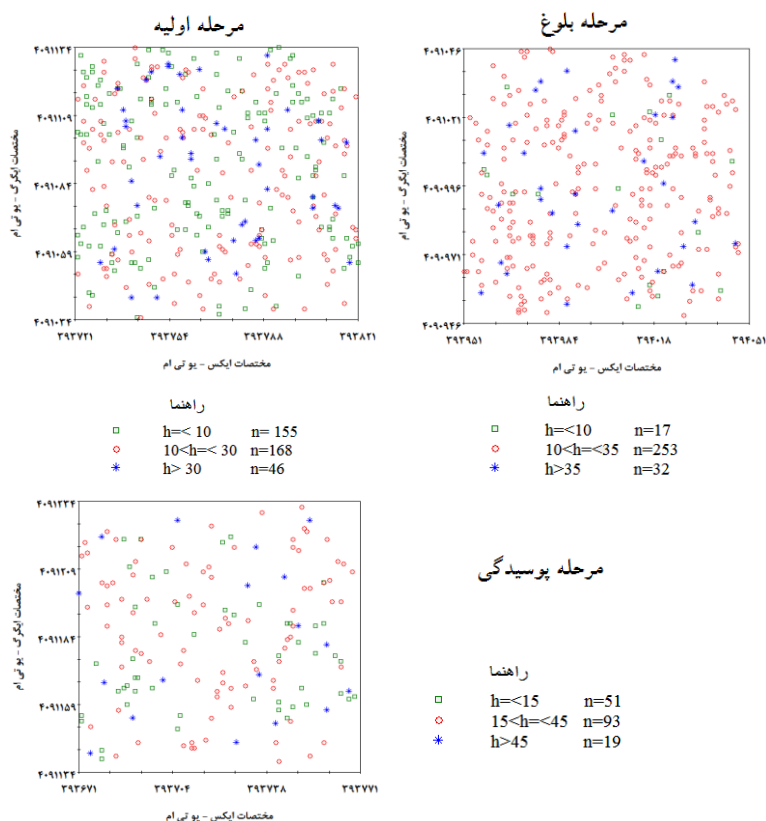 مرحله اولیه
۴۰۹۱۱۳۴
۴۰۹۱۱۰۹
۴۰۹۱۰۸۴
۴۰۹۱۰۵۹
۴۰۹۱۰۳۴
مختصات ایگرگ - یو تی ام
۳۹۳۷۲۱ ۳۹۳۷۵۴ ۳۹۳۷۸۸ ۳۹۳۸۲۱
مختصات ایکس - یو تی ام
راهنما
h=< 10 n= 155
10<h=< 30 n=168
h> 30 n=46
مرحله بلوغ
۴۰۹۱۰۴۶
۴۰۹۱۰۲۱
۴۰۹۰۹۹۶
۴۰۹۰۹۷۱
۴۰۹۰۹۴۶
مختصات ایگرگ - یو تی ام
۳۹۳۹۵۱ ۳۹۳۹۸۴ ۳۹۴۰۱۸ ۳۹۴۰۵۱
مختصات ایکس - یو تی ام
راهنما
h=<10 n=17
10<h=<35 n=253
h>35 n=32
۴۰۹۱۲۳۴
۴۰۹۱۲۰۹
۴۰۹۱۱۸۴
۴۰۹۱۱۵۹
۴۰۹۱۱۳۴
مختصات ایگرگ - یو تی ام
۳۹۳۶۷۱ ۳۹۳۷۰۴ ۳۹۳۷۳۸ ۳۹۳۷۷۱
مختصات ایکس - یو تی ام
مرحله پوسیدگی
راهنما
h=<15 n=51
15<h=<45 n=93
h>45 n=19